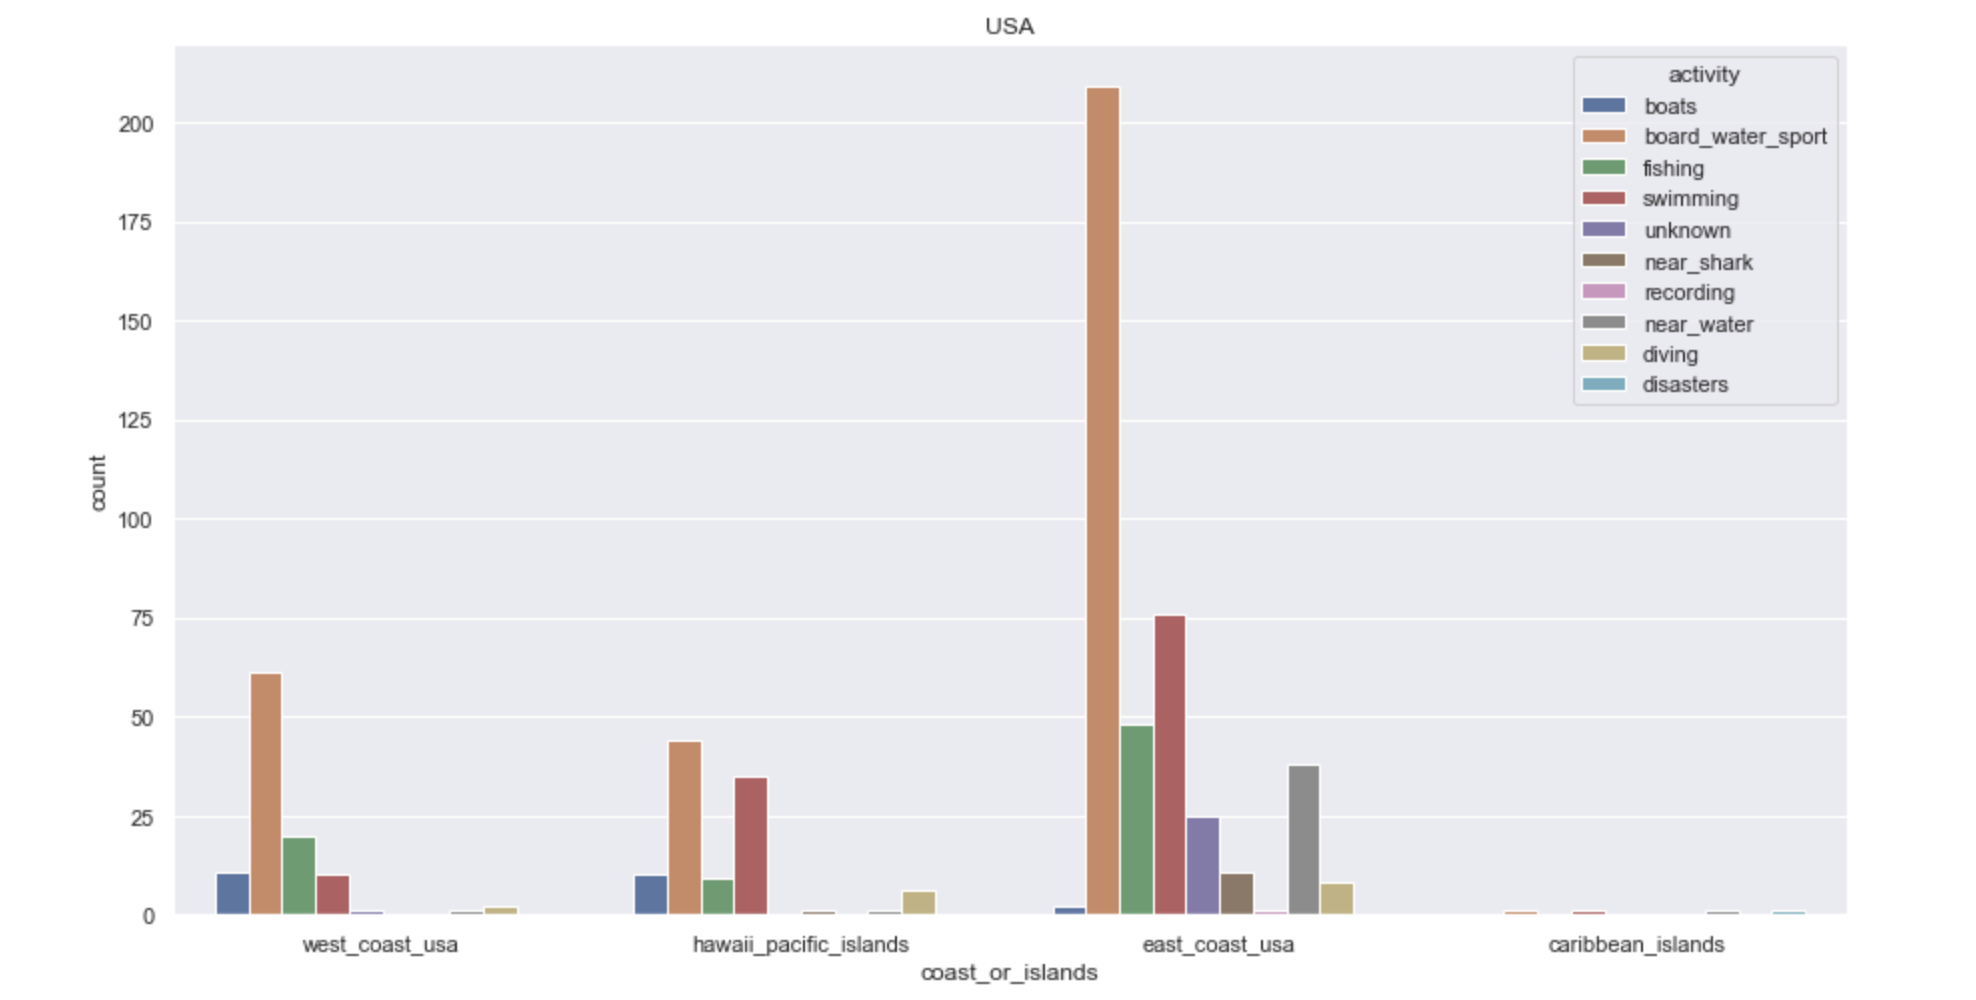 USA
activity
boats
board_water_sport
fishing
swimming
unknown
near_shark
recording
near_water
diving
disasters
count
200
175
150
125
100
75
50
25
0
west_coast_usa hawaii_pacific_islands east_coast_usa caribbean_islands
coast_or_islands